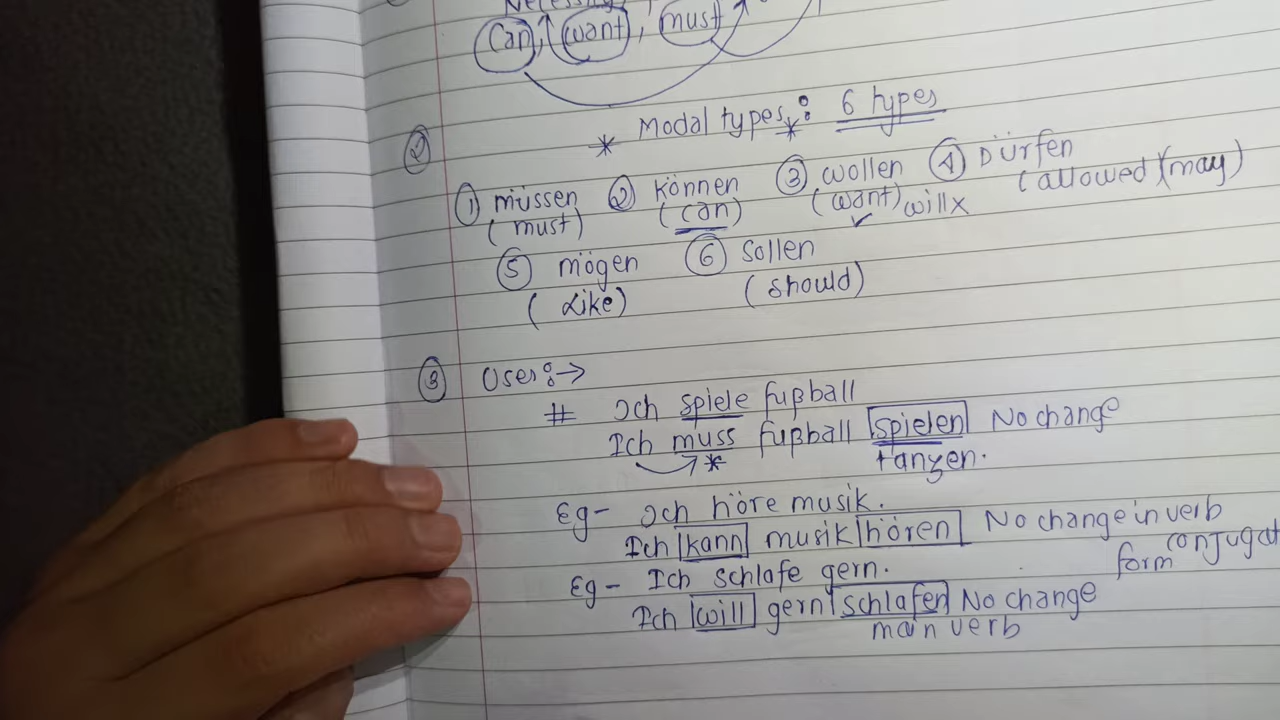 Necessity
Can, want, must
② * Modal types * : 6 types
① müssen ② können ③ wollen ④ Dürfen
(must) (can) (want) will x (allowed)(may)
⑤ mögen ⑥ sollen
(Like) (should)
③ Uses :→
# Ich spiele fußball
Ich muss fußball spielen No change
* tanzen.
Eg- Ich höre musik.
Ich kann musik hören No change in verb
form conjugat
Eg- Ich schlafe gern.
Ich will gern schlafen No change
main verb